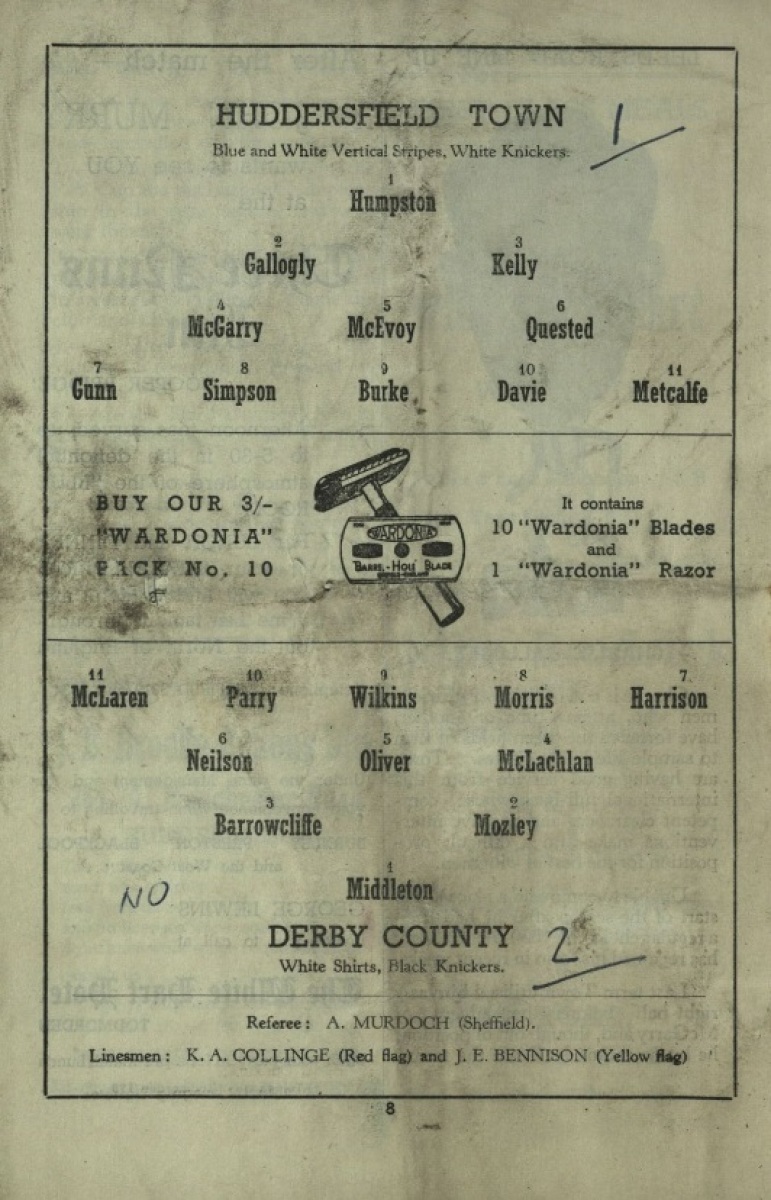 HUDDERSFIELD TOWN 1
Blue and White Vertical Stripes, White Knickers.
1
Humpston
2 3
Gallogly Kelly
4 5 6
McGarry McEvoy Quested
7 8 9 10 11
Gunn Simpson Burke Davie Metcalfe
BUY OUR 3/-
"WARDONIA"
PACK No. 10
WARDONIA
It contains
10 "Wardonia" Blades
and
1 "Wardonia" Razor
11 10 9 8 7
McLaren Parry Wilkins Morris Harrison
6 5 4
Neilson Oliver McLachlan
3 2
Barrowcliffe Mozley
1
Middleton
NO
DERBY COUNTY 2
White Shirts, Black Knickers.
Referee : A. MURDOCH (Sheffield).
Linesmen : K. A. COLLINGE (Red flag) and J. E. BENNISON (Yellow flag)
8